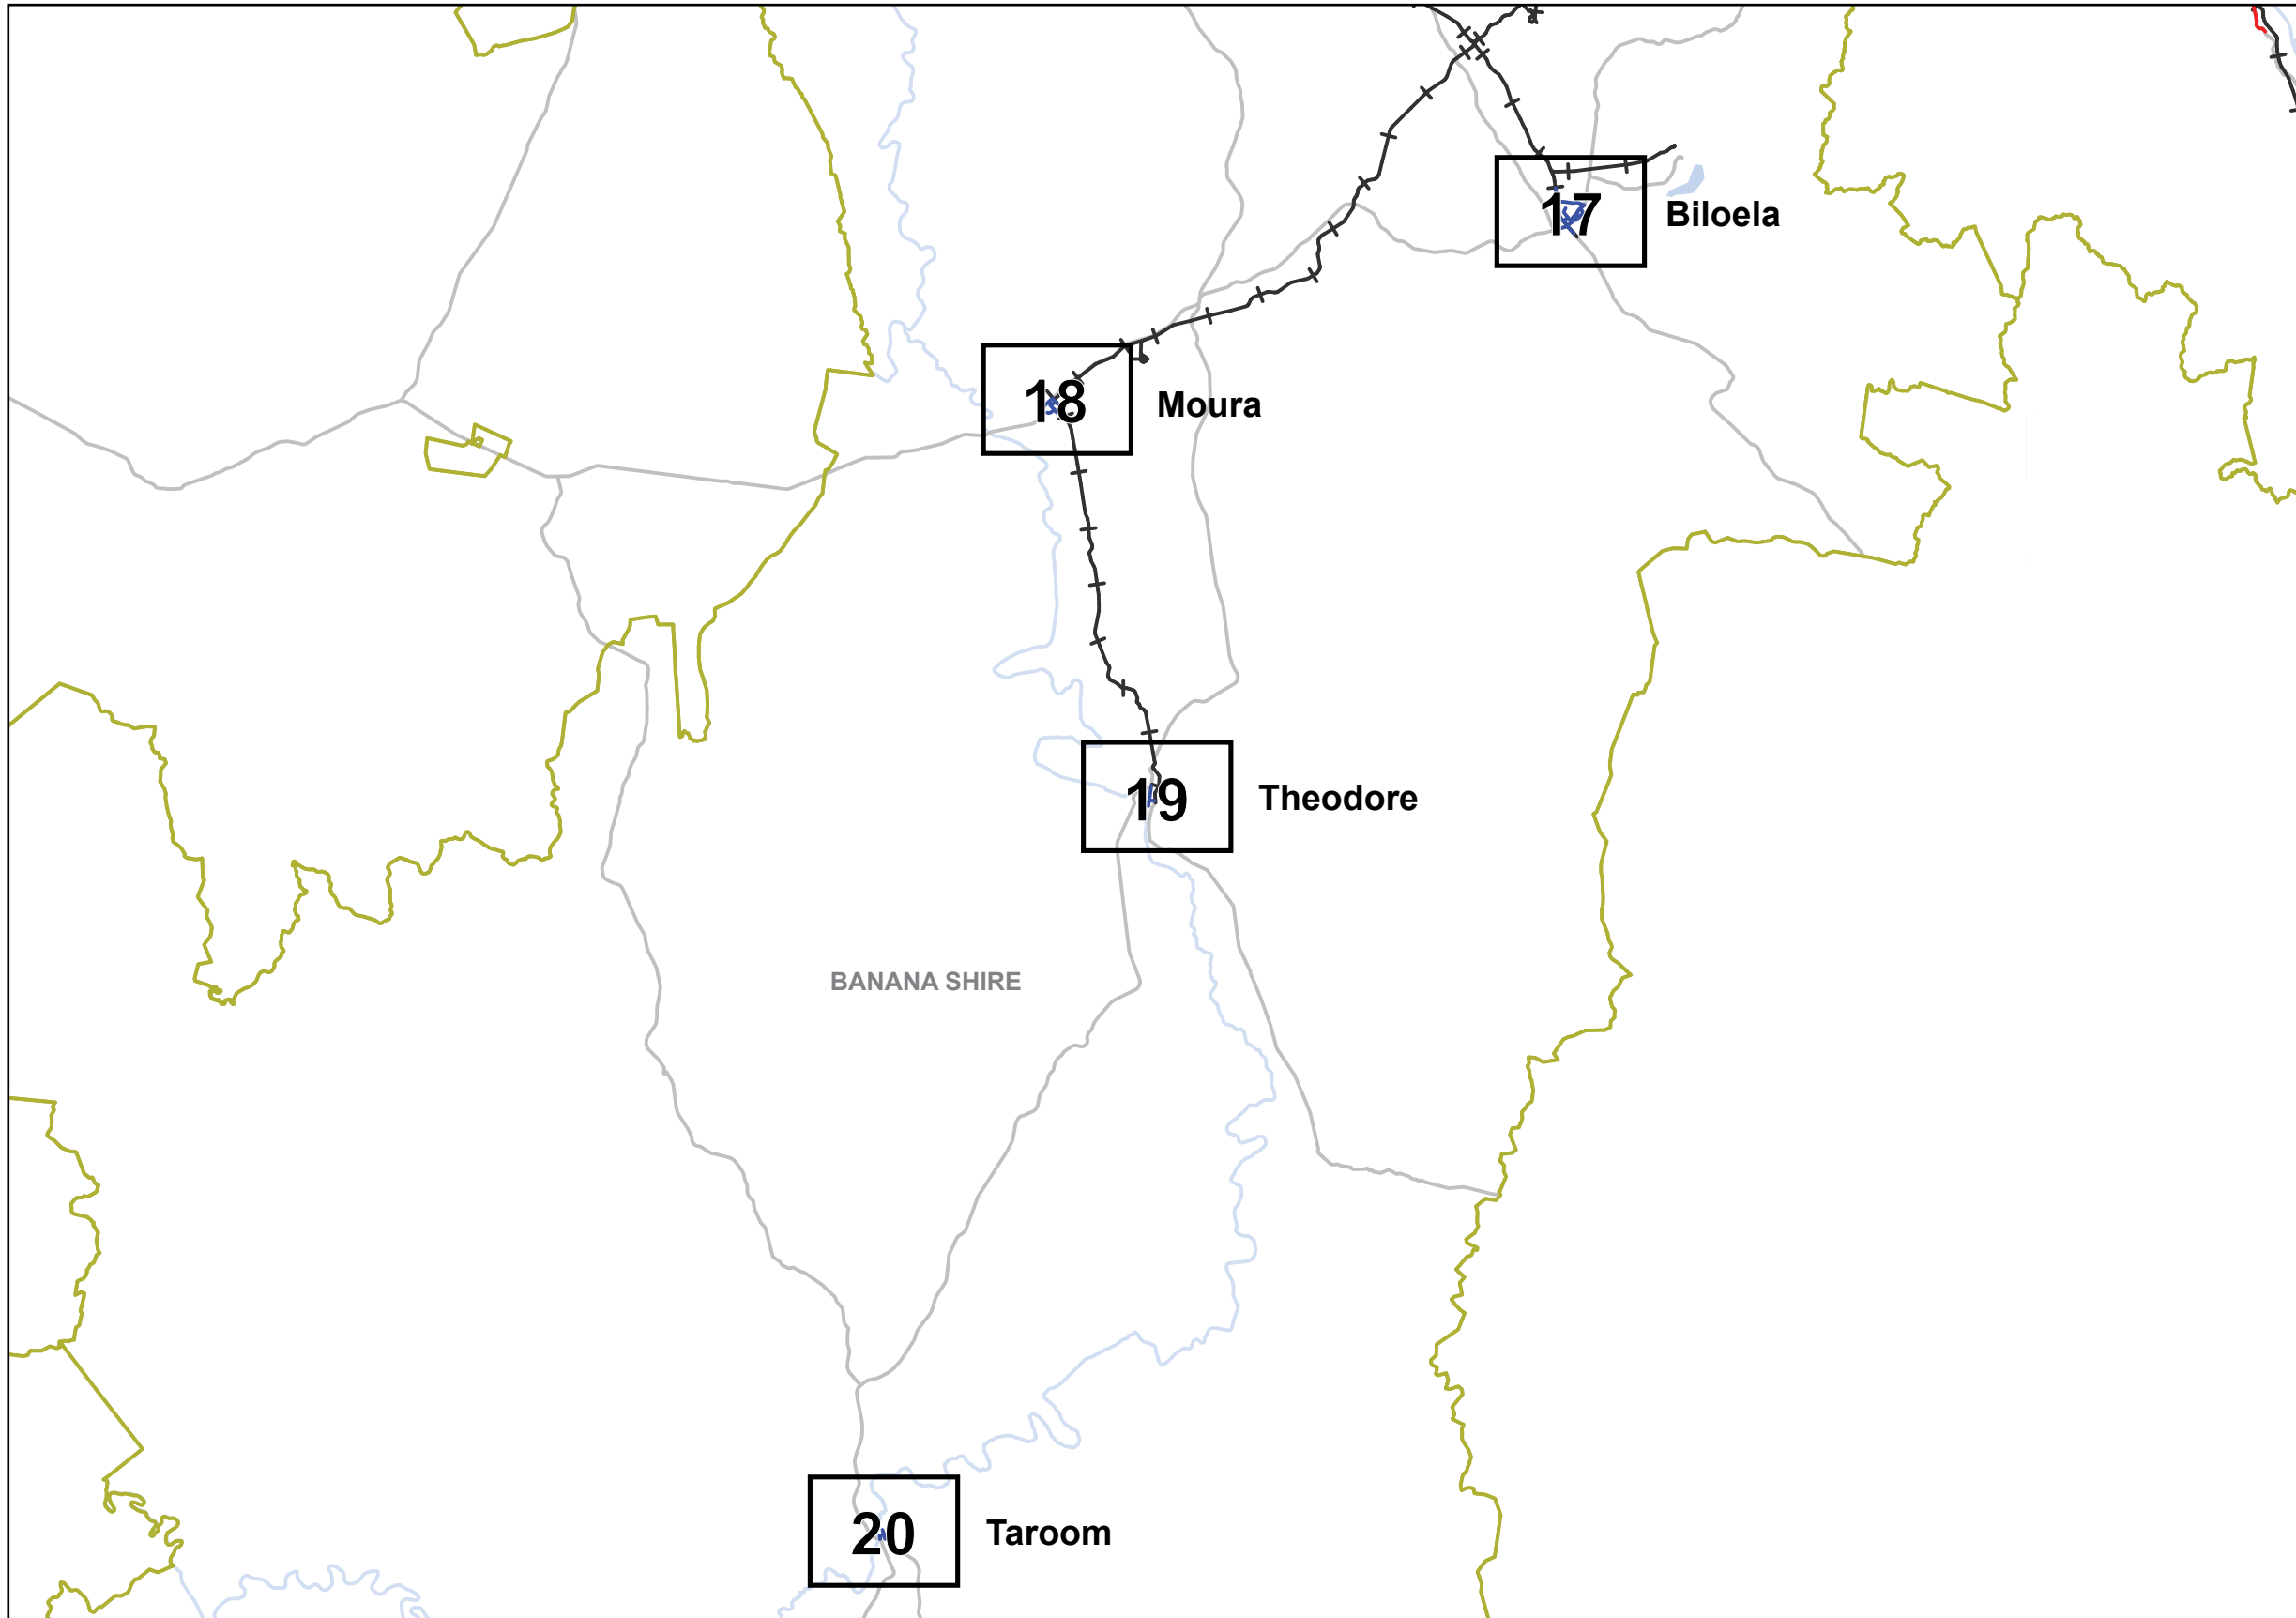 17
Biloela
18
Moura
19
Theodore
BANANA SHIRE
20
Taroom